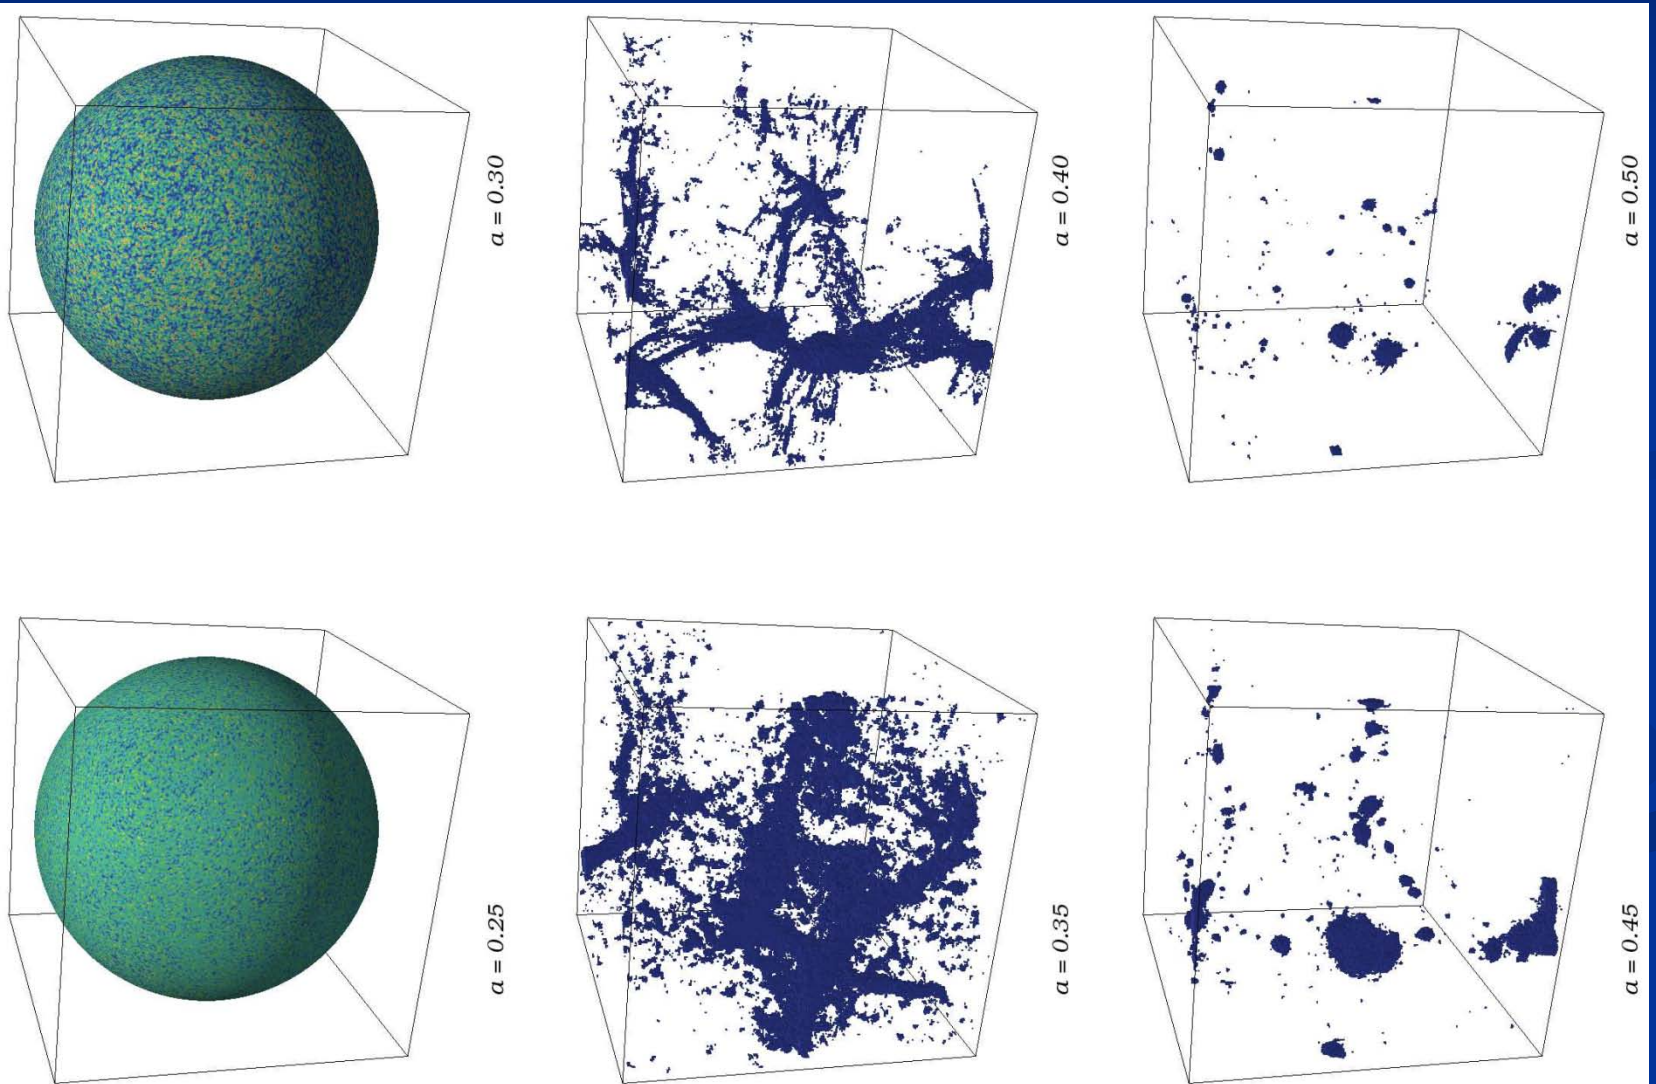 a = 0.25
a = 0.30
a = 0.35
a = 0.40
a = 0.45
a = 0.50